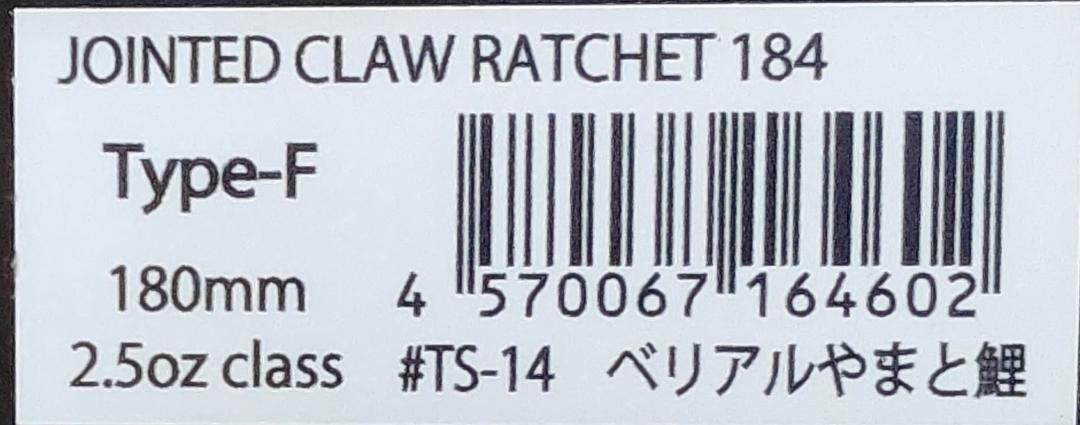 JOINTED CLAW RATCHET 184
Type-F
180mm
4 570067 164602
2.5oz class #TS-14 ベリアルやまと鯉